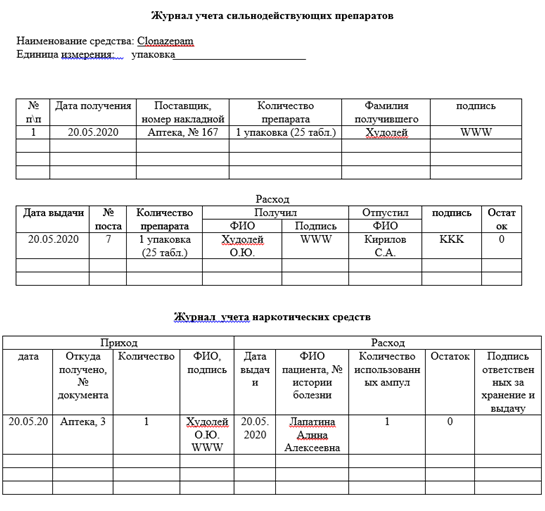 Журнал учета сильнодействующих препаратов
Наименование средства: Clonazepam
Единица измерения: упаковка_______________________
№ п\п Дата получения Поставщик, номер накладной Количество препарата Фамилия получившего подпись
1 20.05.2020 Аптека, № 167 1 упаковка (25 табл.) Худолей WWW
Расход
Дата выдачи № поста Количество препарата Получил Отпустил подпись Остат ок
ФИО Подпись ФИО
20.05.2020 7 1 упаковка (25 табл.) Худолей О.Ю. WWW Кирилов С.А. KKK 0
Журнал учета наркотических средств
Приход Расход
дата Откуда получено, № документа Количество ФИО, подпись Дата выдач и ФИО пациента, № истории болезни Количество использованн ых ампул Остаток Подпись ответствен ных за хранение и выдачу
20.05.20 Аптека, 3 1 Худолей О.Ю. WWW 20.05. 2020 Лапатина Алина Алексеевна 1 0